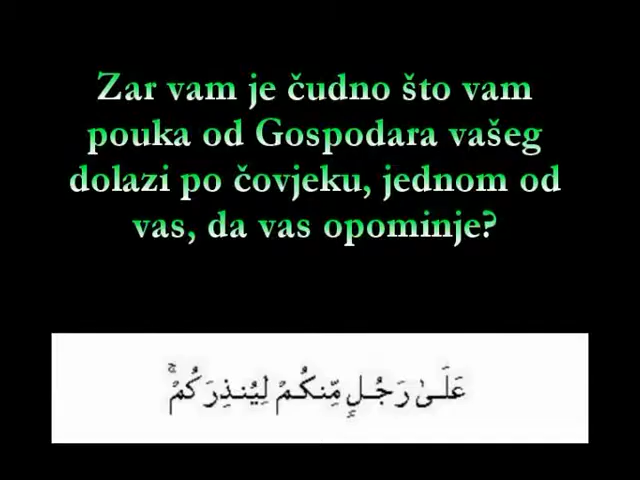 Zar vam je čudno što vam
pouka od Gospodara vašeg
dolazi po čovjeku, jednom od
vas, da vas opominje?
عَلَىٰ رَجُلٍ مِّنكُمْ لِيُنذِرَكُمْ ۚ